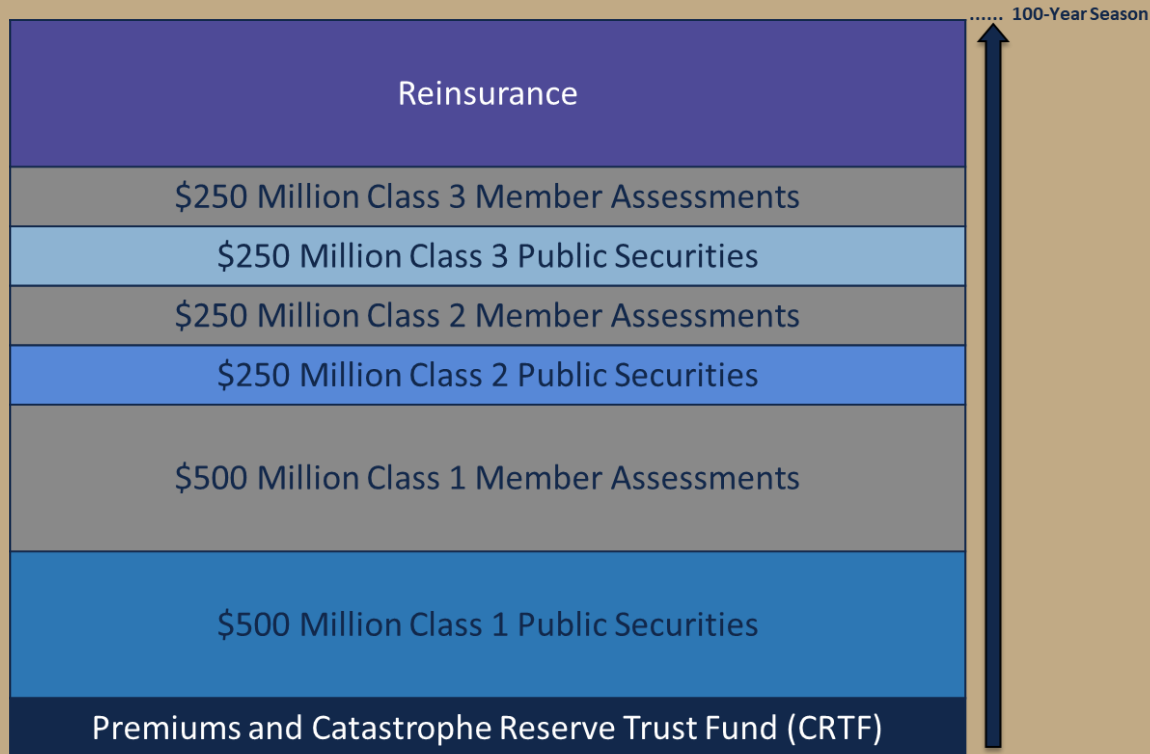 ...... 100-Year Season
Reinsurance
$250 Million Class 3 Member Assessments
$250 Million Class 3 Public Securities
$250 Million Class 2 Member Assessments
$250 Million Class 2 Public Securities
$500 Million Class 1 Member Assessments
$500 Million Class 1 Public Securities
Premiums and Catastrophe Reserve Trust Fund (CRTF)